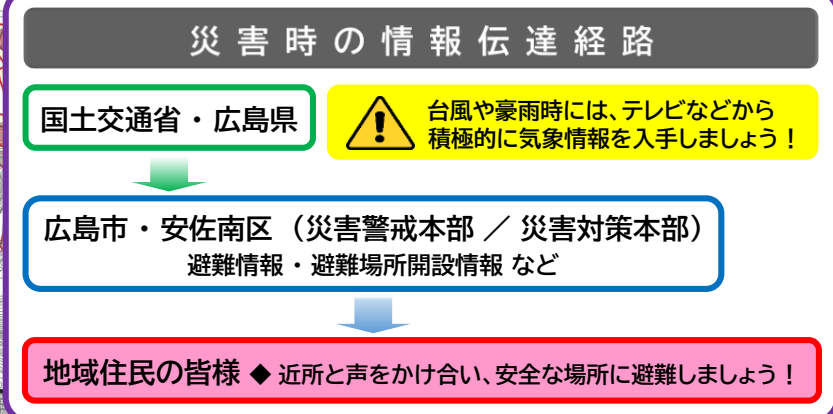 災害時の情報伝達経路
国土交通省・広島県
台風や豪雨時には、テレビなどから
積極的に気象情報を入手しましょう！
広島市・安佐南区（災害警戒本部／災害対策本部）
避難情報・避難場所開設情報 など
地域住民の皆様 ◆ 近所と声をかけ合い、安全な場所に避難しましょう！